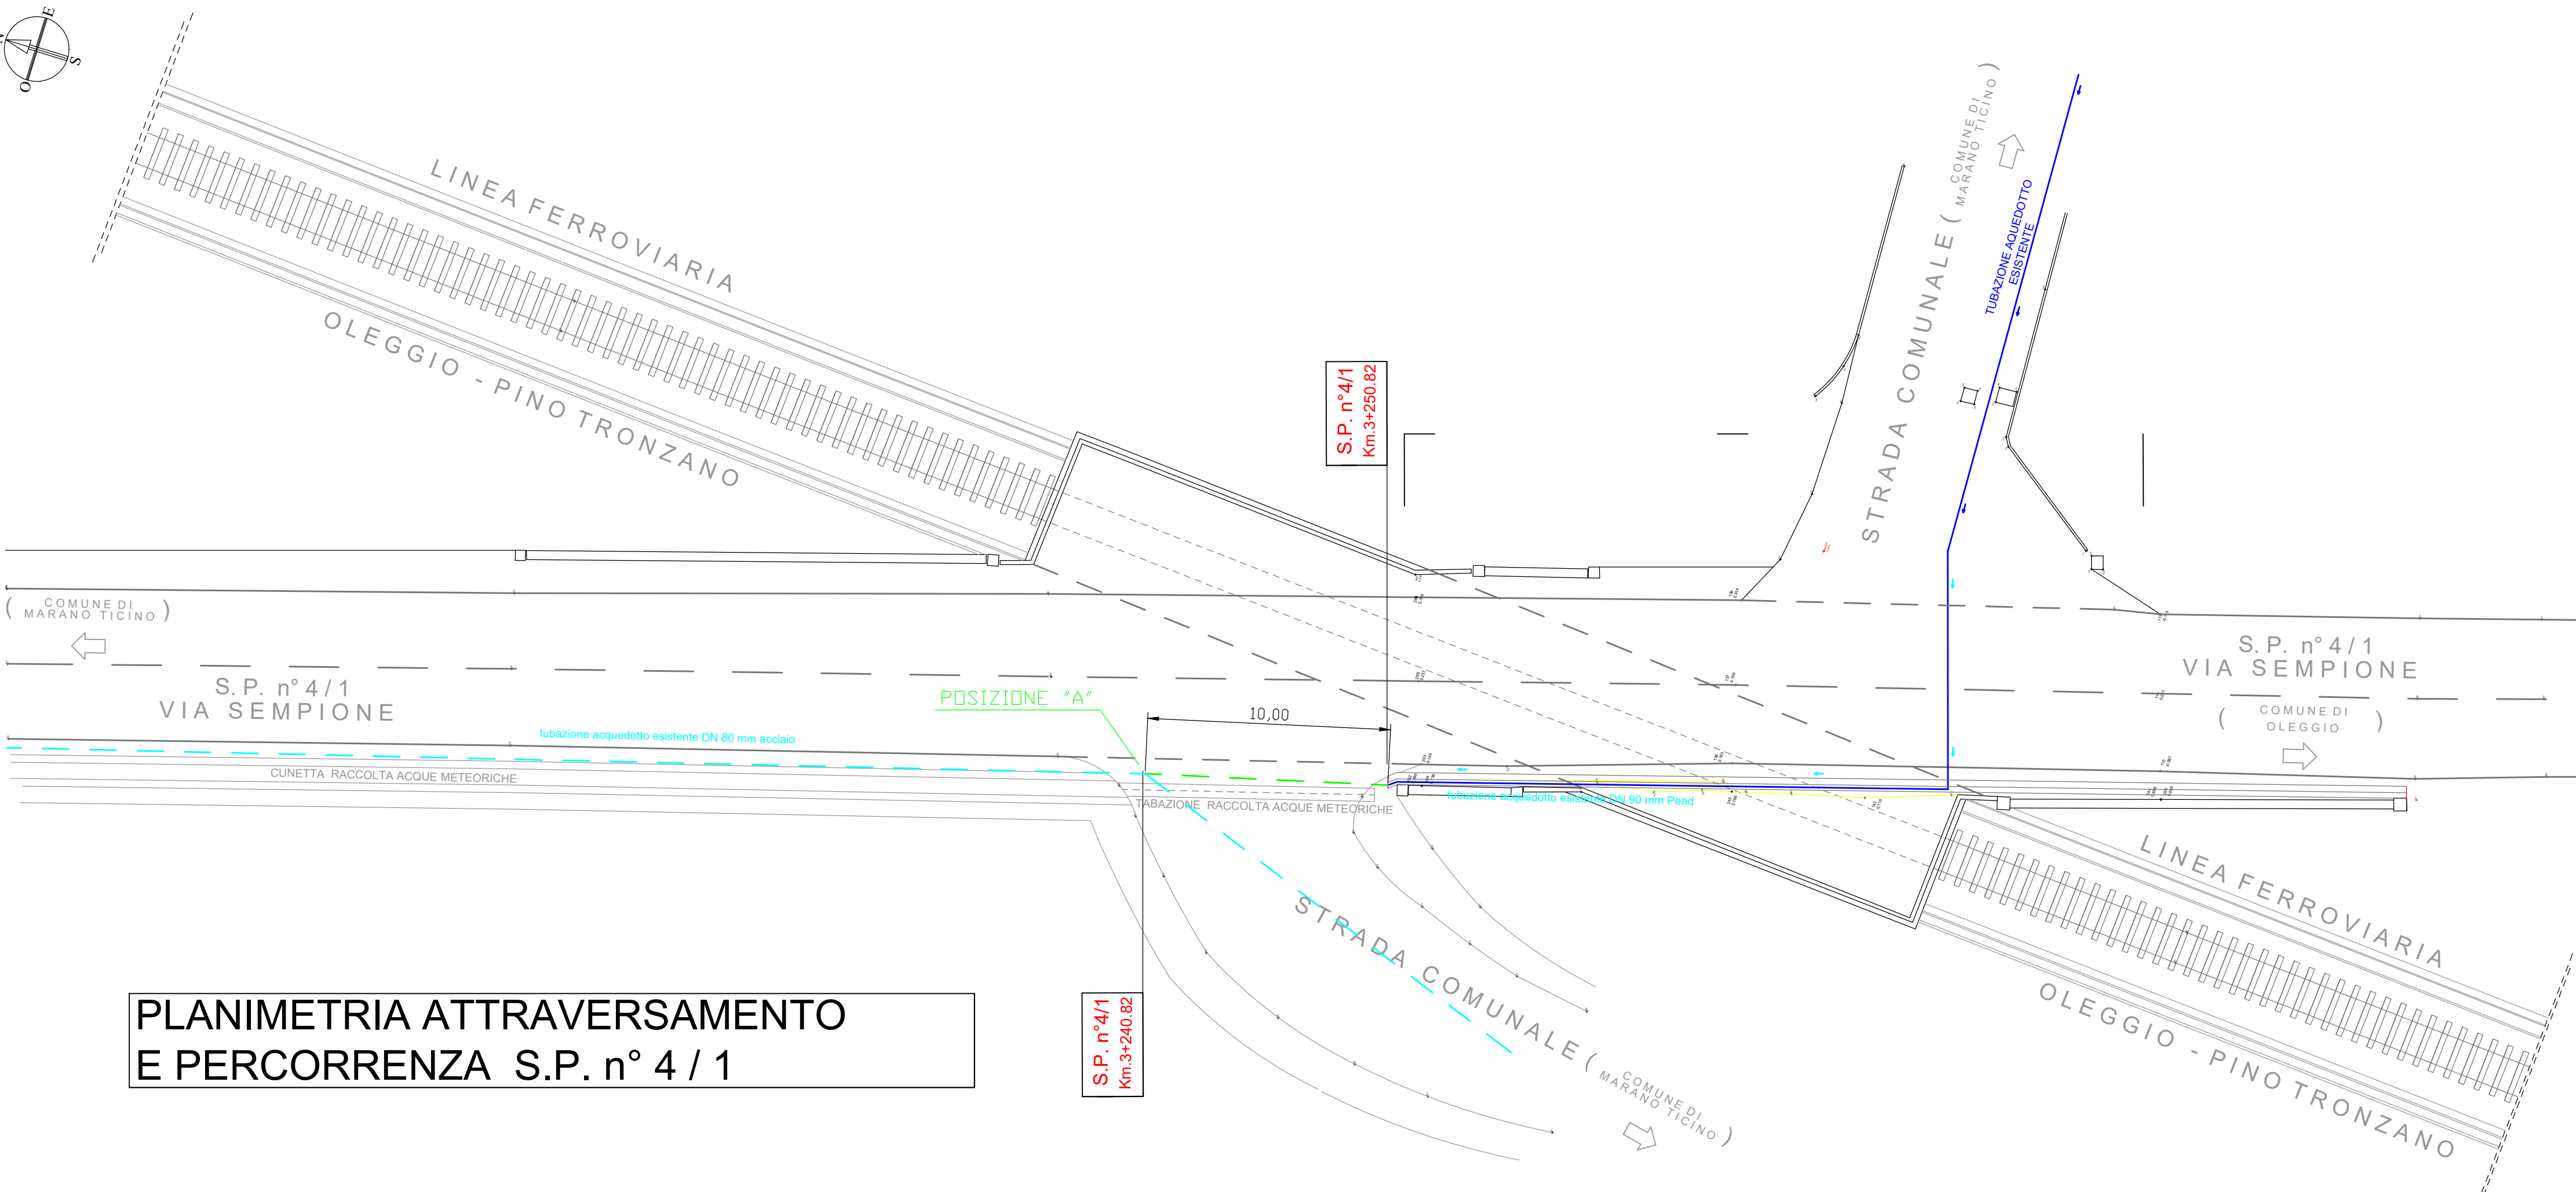 E
S
O
LINEA FERROVIARIA
OLEGGIO - PINO TRONZANO
S.P. n°4/1
Km.3+250.82
STRADA COMUNALE (COMUNE DI
MARANO TICINO)
TUBAZIONE AQUEDOTTO
ESISTENTE
(COMUNE DI
MARANO TICINO)
S.P. n° 4 / 1
VIA SEMPIONE
POSIZIONE "A"
10,00
S.P. n° 4 / 1
VIA SEMPIONE
(COMUNE DI
OLEGGIO)
tubazione acquedotto esistente DN 80 mm acciaio
CUNETTA RACCOLTA ACQUE METEORICHE
TABAZIONE RACCOLTA ACQUE METEORICHE
tubazione acquedotto esistente DN 90 mm Pead
STRADA COMUNALE (COMUNE DI
MARANO TICINO)
LINEA FERROVIARIA
OLEGGIO - PINO TRONZANO
S.P. n°4/1
Km.3+240.82
PLANIMETRIA ATTRAVERSAMENTO
E PERCORRENZA S.P. n° 4 / 1